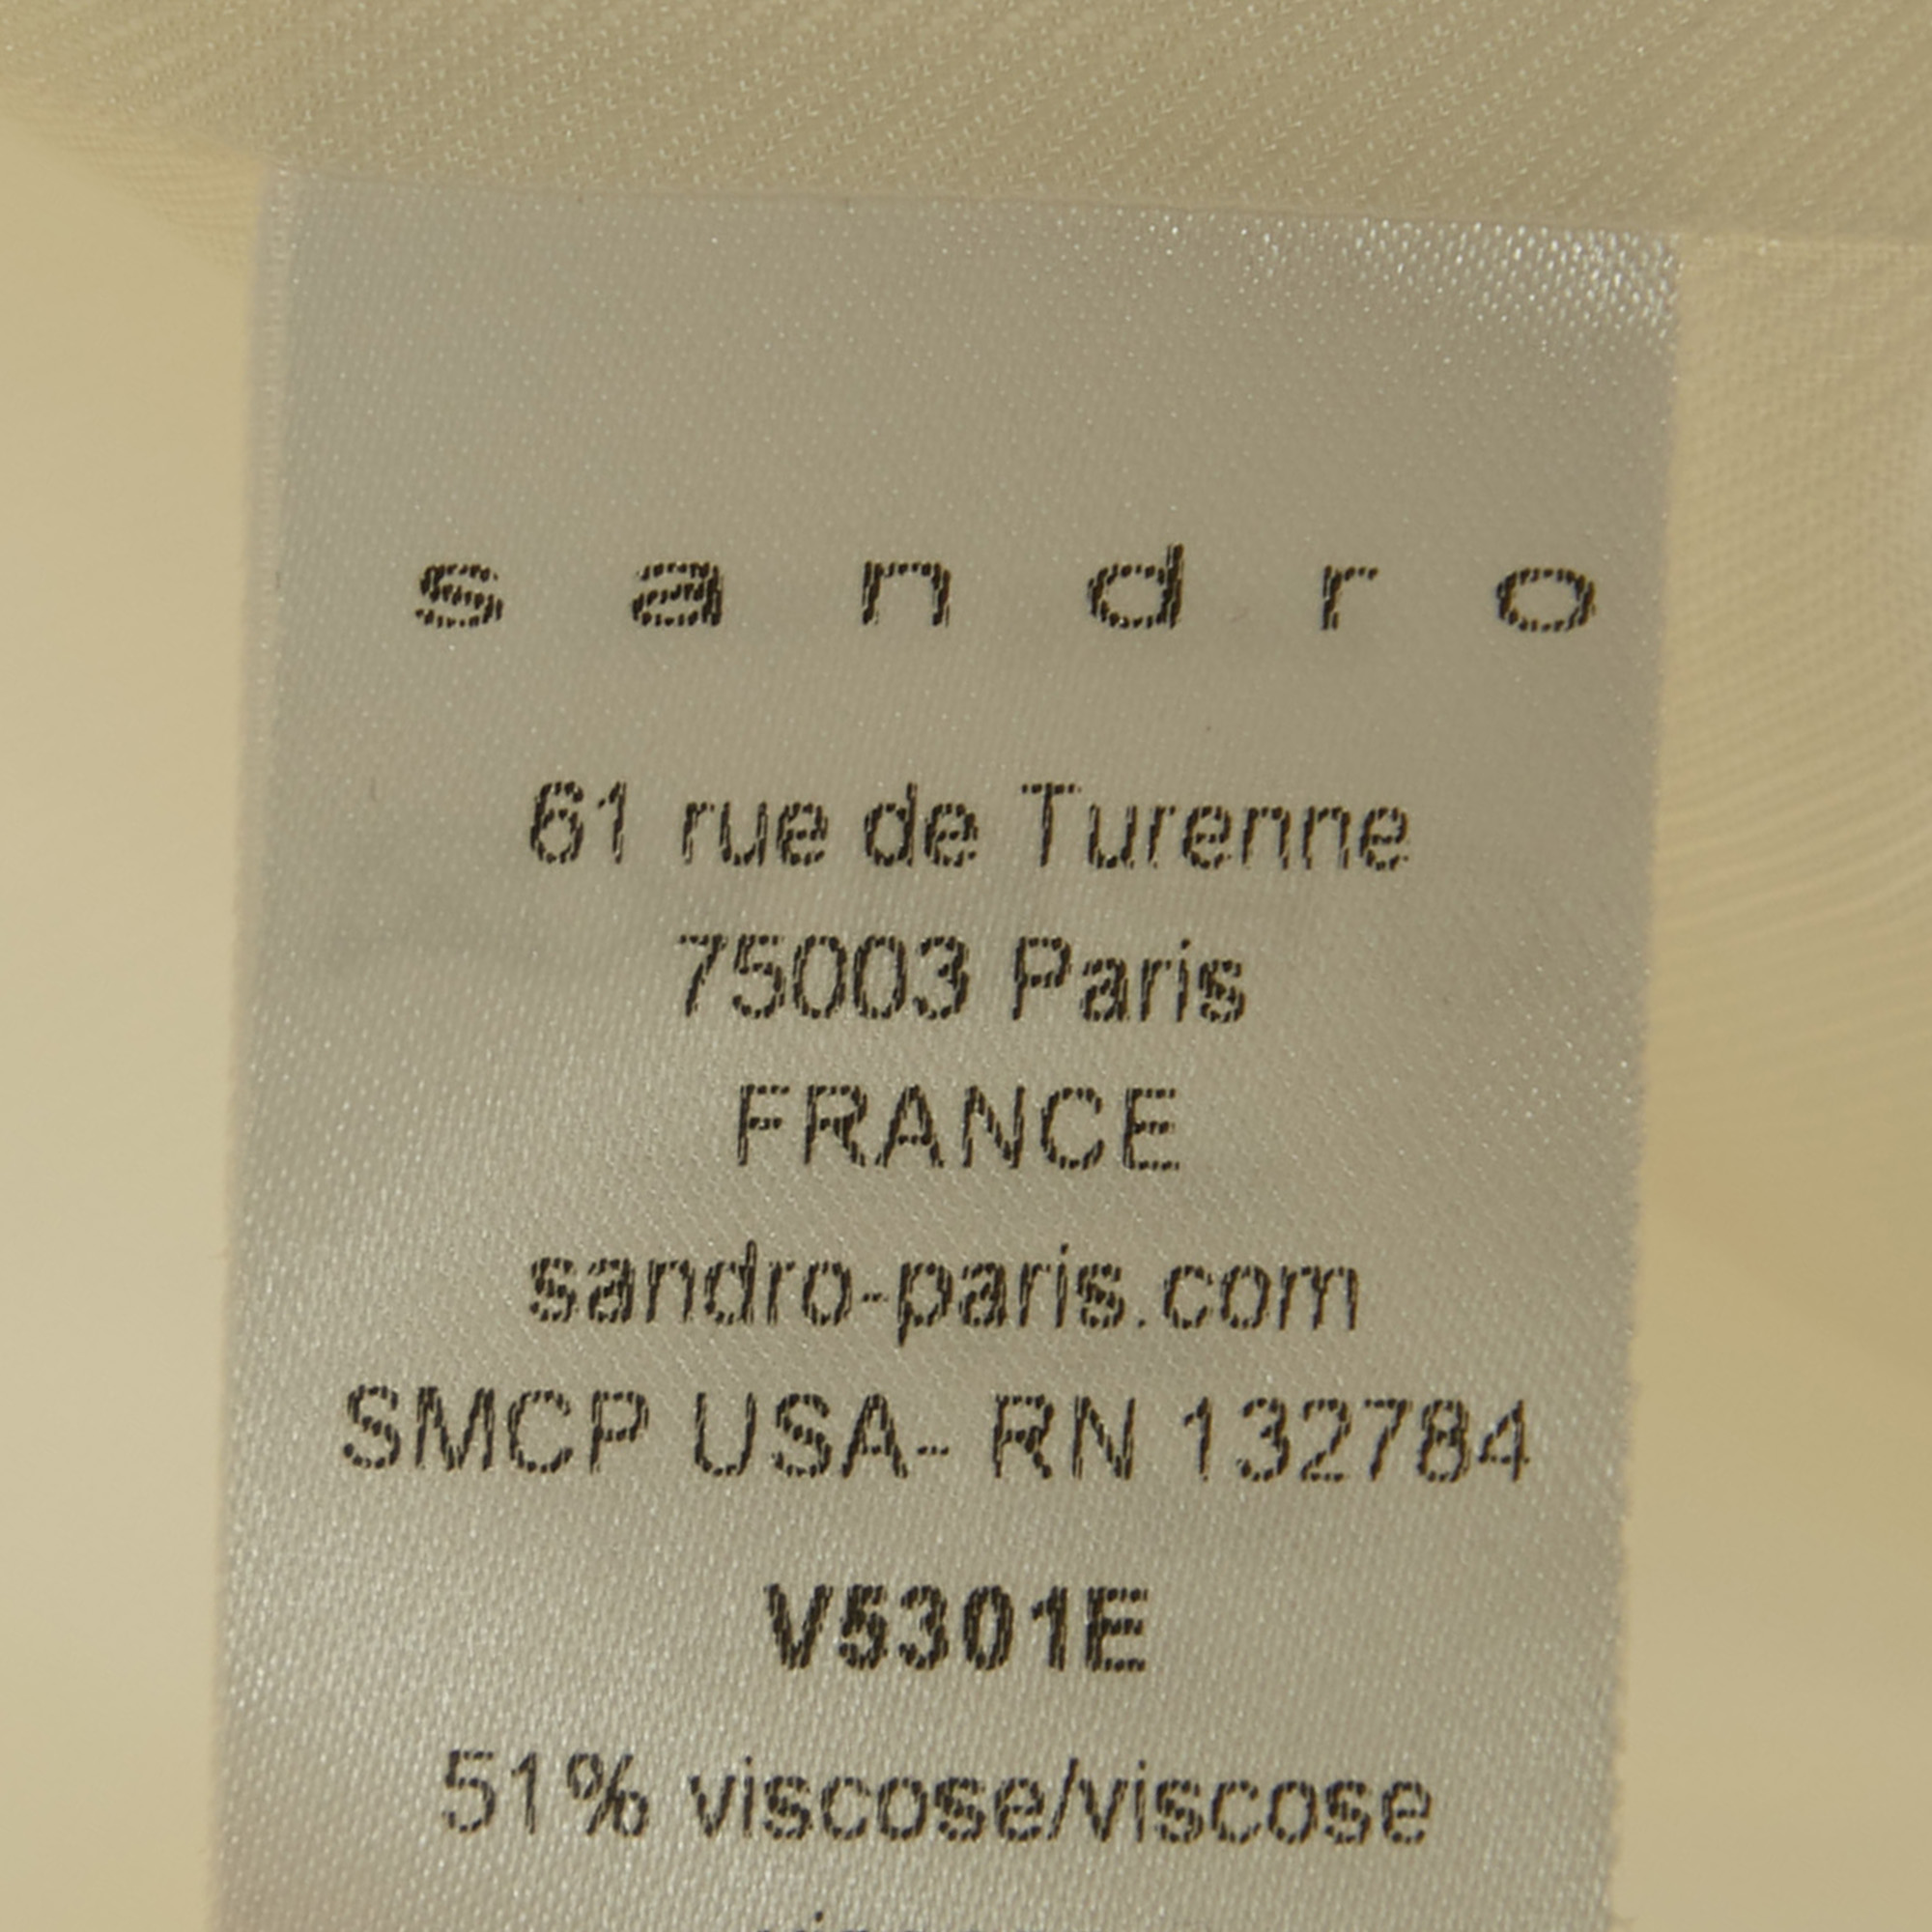 sandro
61 rue de Turenne
75003 Paris
FRANCE
sandro-paris.com
SMCP USA- RN 132784
V5301E
51% viscose/viscose